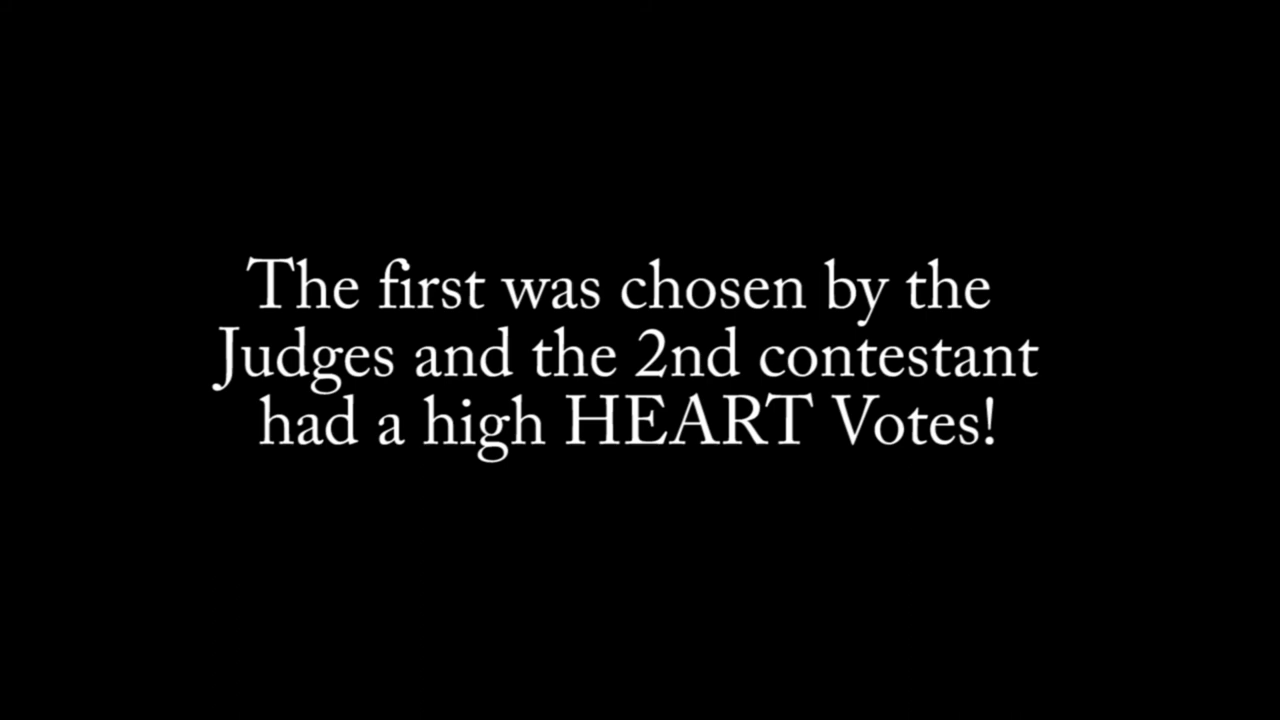 The first was chosen by the
Judges and the 2nd contestant
had a high HEART Votes!